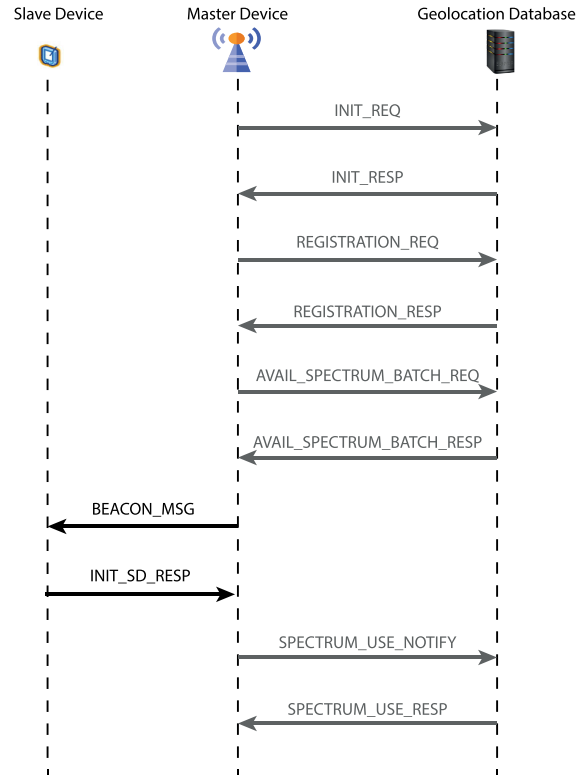 Slave Device
Master Device
Geolocation Database
INIT_REQ
INIT_RESP
REGISTRATION_REQ
REGISTRATION_RESP
AVAIL_SPECTRUM_BATCH_REQ
AVAIL_SPECTRUM_BATCH_RESP
BEACON_MSG
INIT_SD_RESP
SPECTRUM_USE_NOTIFY
SPECTRUM_USE_RESP